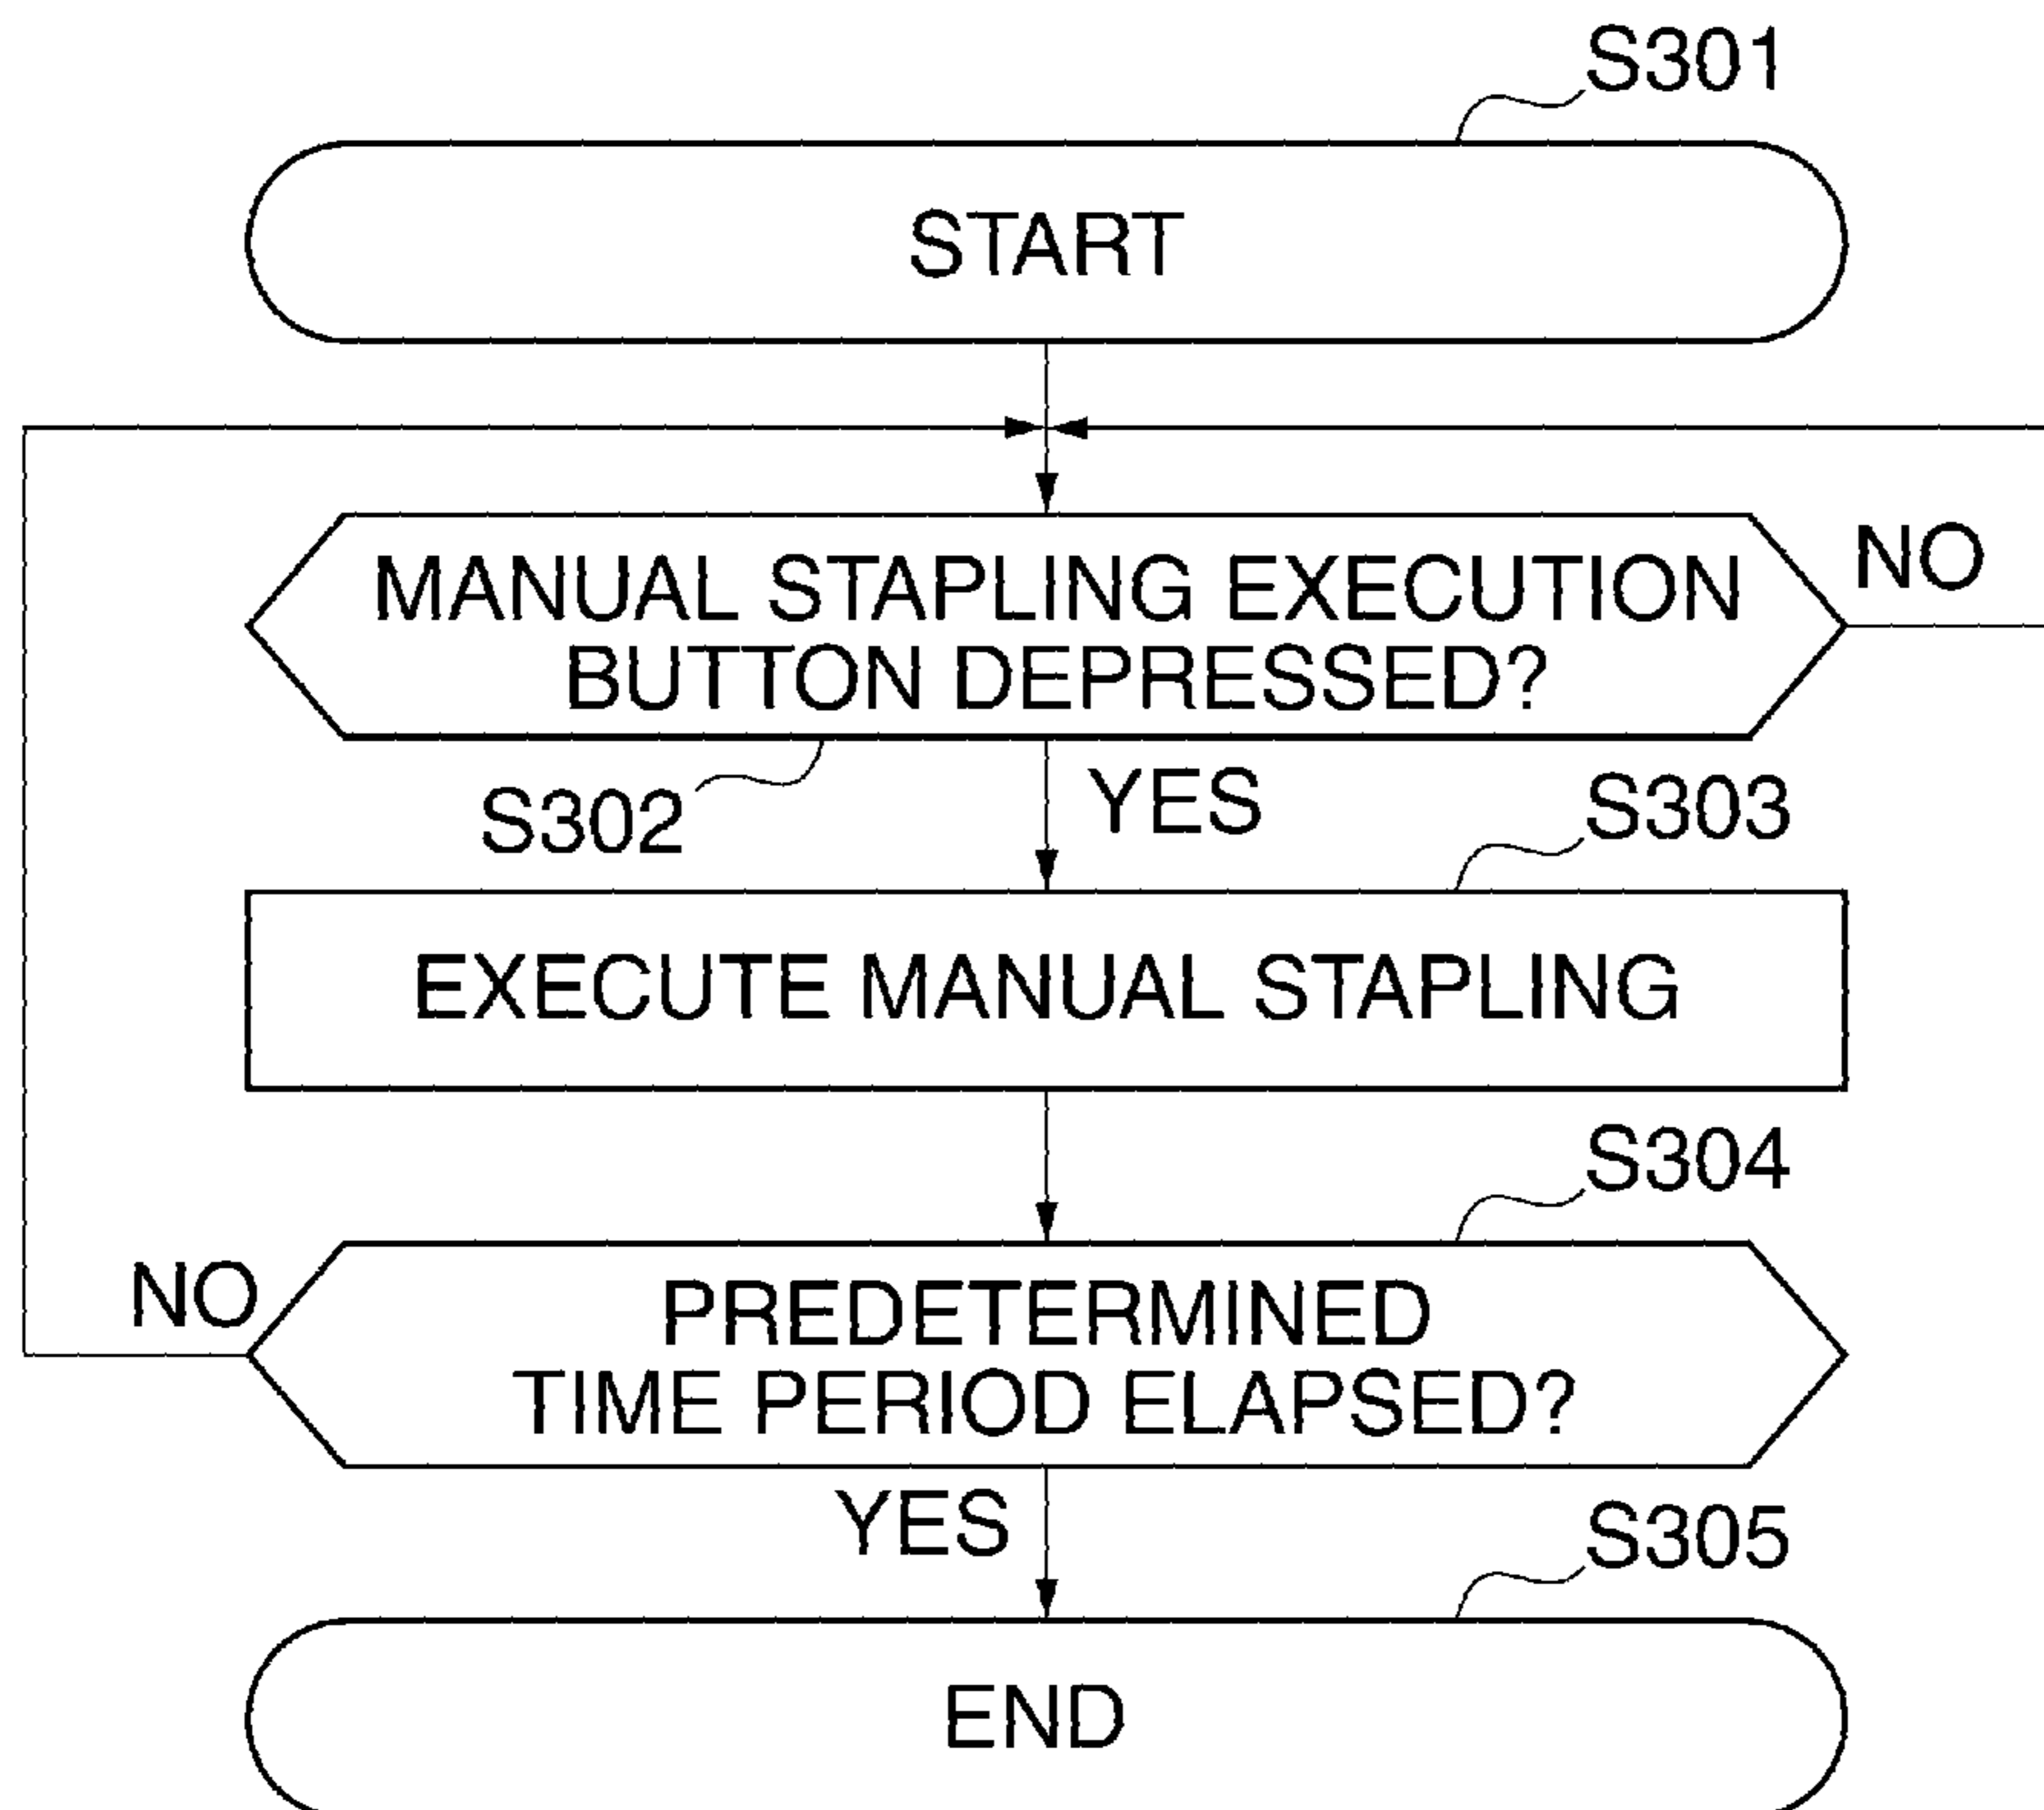 S301
START
MANUAL STAPLING EXECUTION
BUTTON DEPRESSED?
NO
S302
YES
S303
EXECUTE MANUAL STAPLING
S304
NO
PREDETERMINED
TIME PERIOD ELAPSED?
YES
S305
END